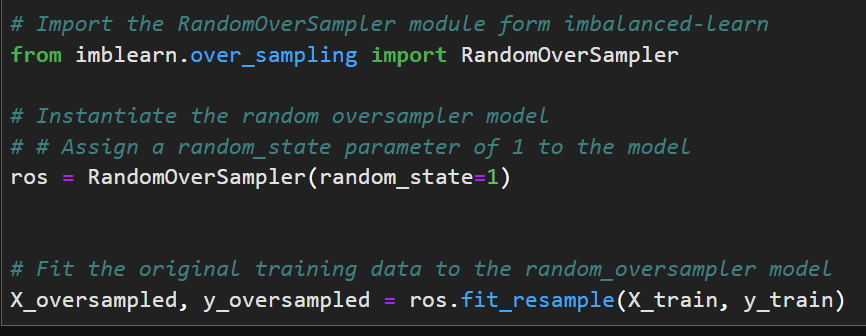 # Import the RandomOverSampler module form imbalanced-learn
from imblearn.over_sampling import RandomOverSampler
# Instantiate the random oversampler model
# # Assign a random_state parameter of 1 to the model
ros = RandomOverSampler(random_state=1)
# Fit the original training data to the random_oversampler model
X_oversampled, y_oversampled = ros.fit_resample(X_train, y_train)